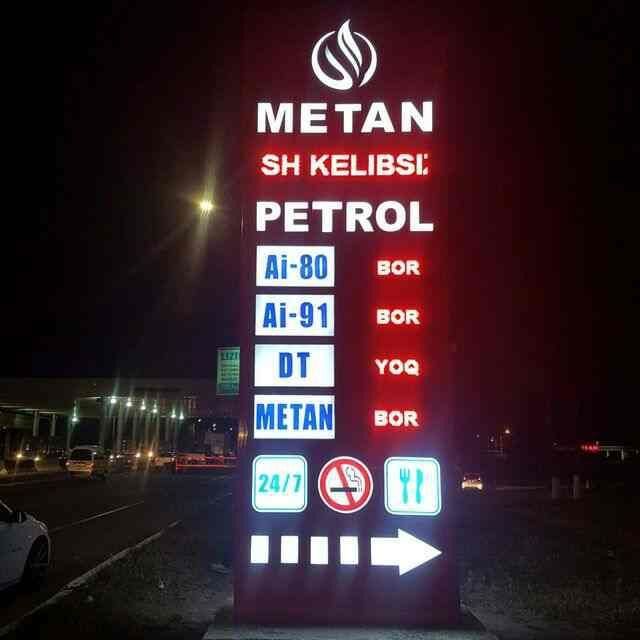 METAN
SH KELIBSIZ
PETROL
Ai-80 BOR
Ai-91 BOR
DT YOQ
METAN BOR
24/7